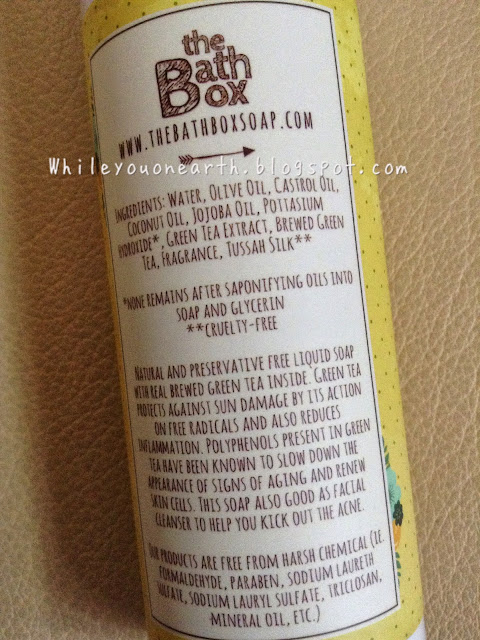 the
Bath
Box
www.thebathboxsoap.com
Whileyouonearth.blogspot.com
Ingredients: Water, Olive Oil, Castrol Oil,
Coconut Oil, Jojoba Oil, Pottasium
Hydroxide*, Green Tea Extract, Brewed Green
Tea, Fragrance, Tussah Silk**
*none remains after saponifying oils into
soap and glycerin
**cruelty-free
Natural and preservative free liquid soap
with real brewed green tea inside. Green tea
protects against sun damage by its action
on free radicals and also reduces
inflammation. Polyphenols present in green
tea have been known to slow down the
appearance of signs of aging and renew
skin cells. This soap also good as facial
cleanser to help you kick out the acne.
Our products are free from harsh chemical (ie.
formaldehyde, paraben, sodium laureth
sulfate, sodium lauryl sulfate, triclosan,
mineral oil, etc.)